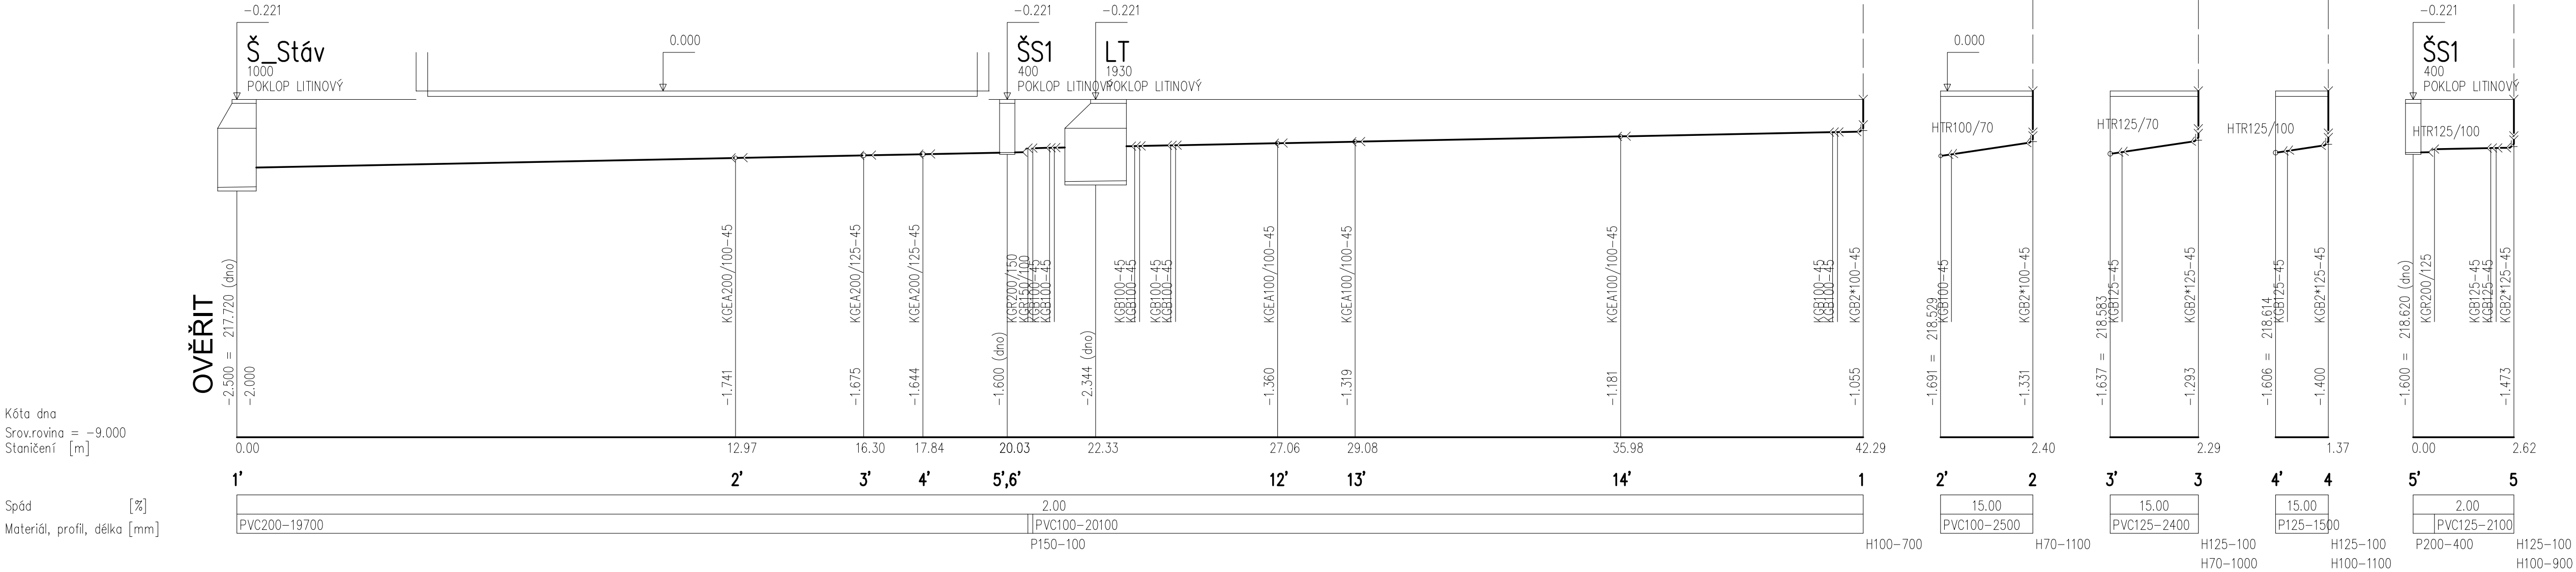 -0.221
-0.221
-0.221
-0.221
0.000
0.000
Š_Stáv
1000
POKLOP LITINOVÝ
ŠS1
400
POKLOP LITINOVÝ
LT
1930
POKLOP LITINOVÝ
ŠS1
400
POKLOP LITINOVÝ
HTR100/70
HTR125/70
HTR125/100
HTR125/100
OVĚŘIT
-2.500 = 217.720 (dno)
-2.000
KGEA200/100-45
-1.741
KGEA200/125-45
-1.675
KGEA200/125-45
-1.644
-1.600 (dno)
KGR200/150
KGR150/100
KGB100-45
KGB100-45
-2.344 (dno)
KGB100-45
KGB100-45
KGB100-45
KGB100-45
KGEA100/100-45
-1.360
KGEA100/100-45
-1.319
KGEA100/100-45
-1.181
KGB100-45
KGB100-45
KGB2*100-45
-1.055
-1.691 = 218.529
KGB100-45
KGB2*100-45
-1.331
-1.637 = 218.583
KGB125-45
KGB2*125-45
-1.293
-1.606 = 218.614
KGB125-45
KGB2*125-45
-1.400
-1.600 = 218.620 (dno)
KGR200/125
KGB125-45
KGB125-45
KGB2*125-45
-1.473
Kóta dna
Srov.rovina = -9.000
Staničení [m]
0.00 12.97 16.30 17.84 20.03 22.33 27.06 29.08 35.98 42.29 2.40 2.29 1.37 0.00 2.62
1' 2' 3' 4' 5',6' 12' 13' 14' 1 2' 2 3' 3 4' 4 5' 5
Spád [%] 2.00 15.00 15.00 15.00 2.00
Materiál, profil, délka [mm] PVC200-19700 PVC100-20100 PVC100-2500 PVC125-2400 P125-1500 PVC125-2100
P150-100 H100-700 H70-1100 H125-100 H125-100 P200-400 H125-100
H70-1000 H100-1100 H100-900